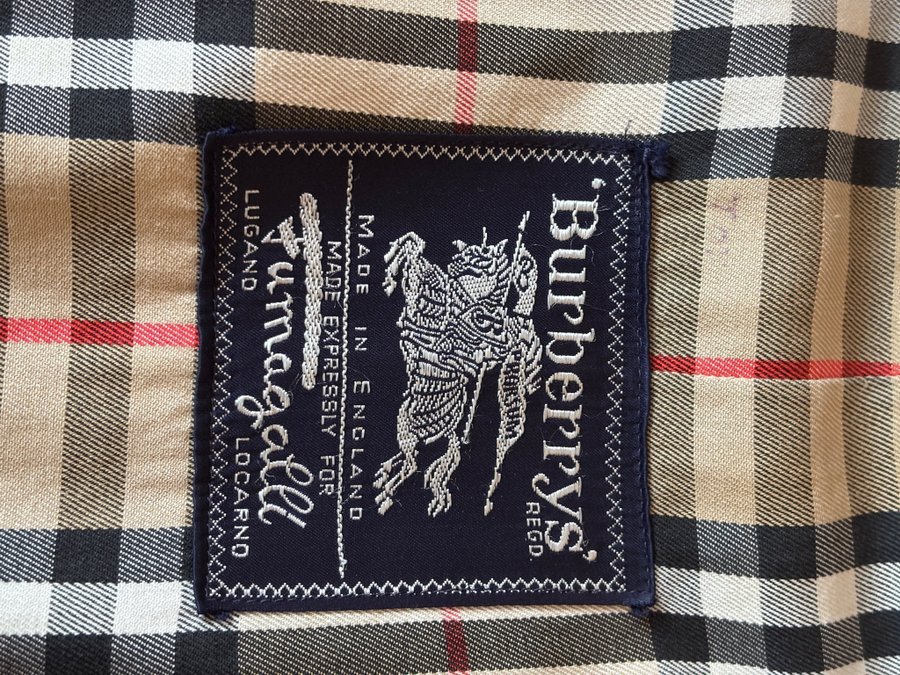 'Burberrys'
REGD.
MADE IN ENGLAND
MADE EXPRESSLY FOR
Fumagalli
LUGANO LOCARNO